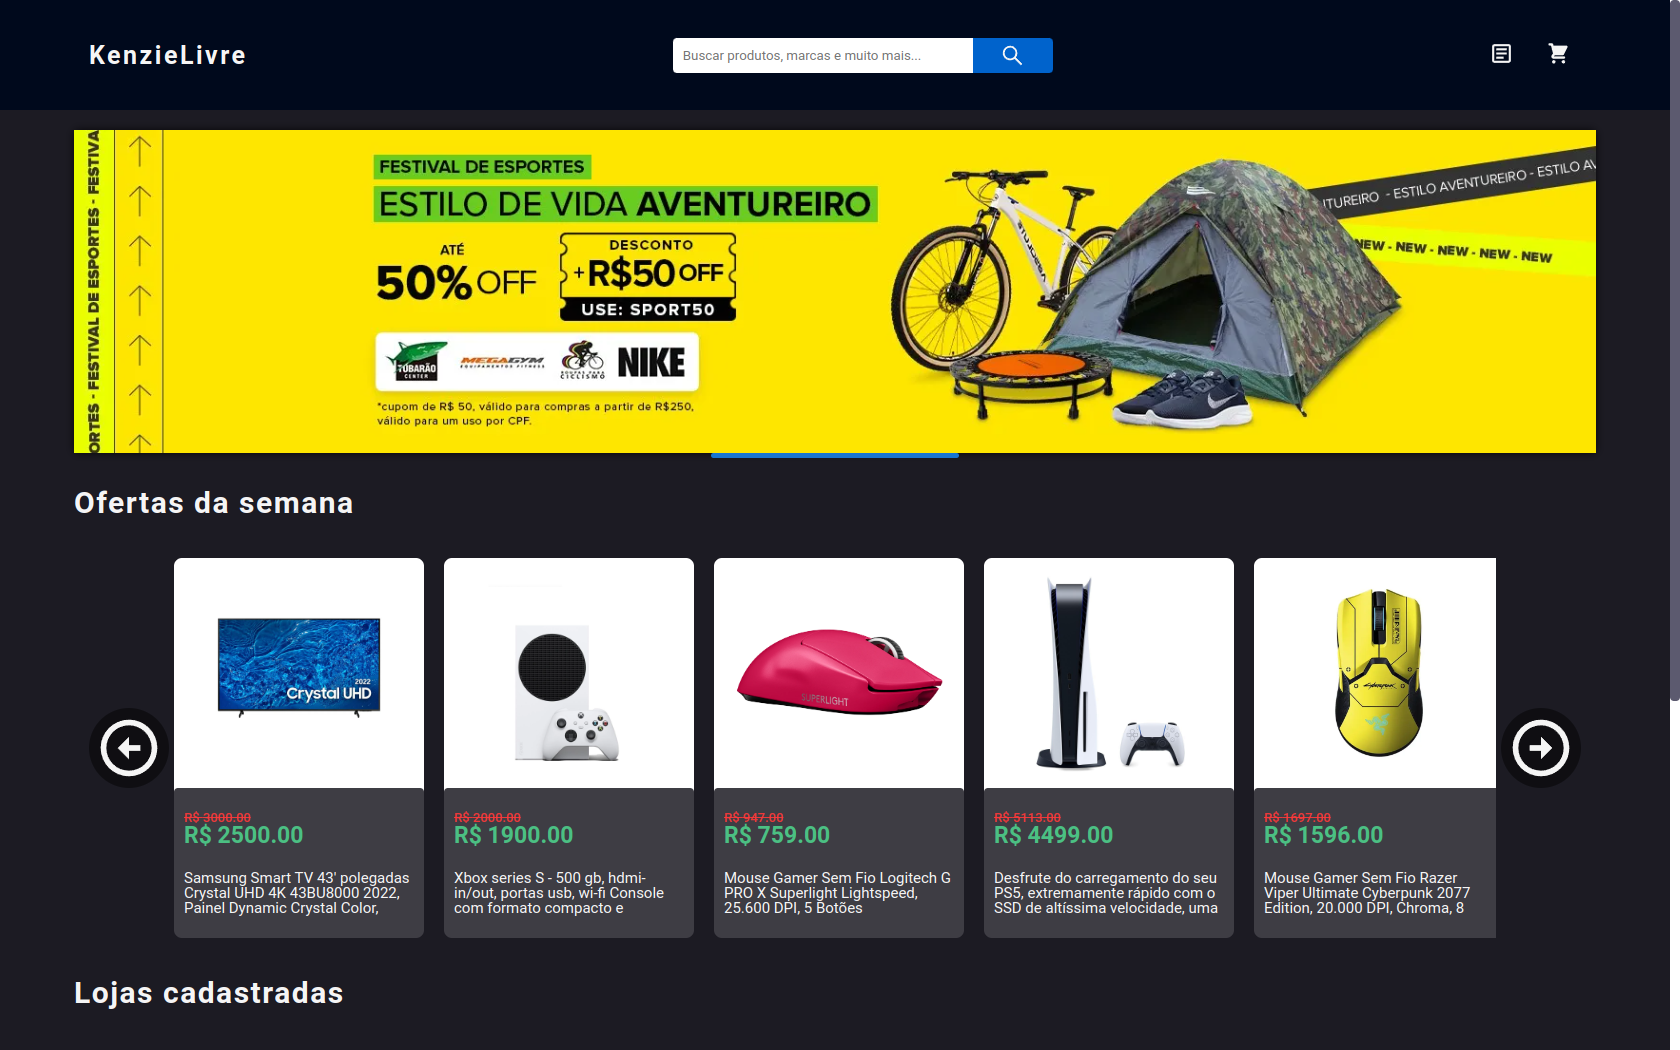 KenzieLivre
Buscar produtos, marcas e muito mais...
ORTES - FESTIVAL DE ESPORTES - FESTIVA
FESTIVAL DE ESPORTES
ESTILO DE VIDA AVENTUREIRO
ATÉ
50% OFF
DESCONTO
+R$50 OFF
USE: SPORT50
TUBARÃO
CENTER
MEGAGYM
EQUIPAMENTOS FITNESS
ROUPAS PARA
CICLISMO
NIKE
*cupom de R$ 50, válido para compras a partir de R$250,
válido para um uso por CPF.
NTUREIRO - ESTILO AVENTUREIRO - ESTILO AV
NEW - NEW - NEW - NEW - NEW
Ofertas da semana
2022
Crystal UHD
SUPERLIGHT
R$ 3000.00
R$ 2500.00
Samsung Smart TV 43' polegadas
Crystal UHD 4K 43BU8000 2022,
Painel Dynamic Crystal Color,
R$ 2000.00
R$ 1900.00
Xbox series S - 500 gb, hdmi-
in/out, portas usb, wi-fi Console
com formato compacto e
R$ 947.00
R$ 759.00
Mouse Gamer Sem Fio Logitech G
PRO X Superlight Lightspeed,
25.600 DPI, 5 Botões
R$ 5113.00
R$ 4499.00
Desfrute do carregamento do seu
PS5, extremamente rápido com o
SSD de altíssima velocidade, uma
R$ 1697.00
R$ 1596.00
Mouse Gamer Sem Fio Razer
Viper Ultimate Cyberpunk 2077
Edition, 20.000 DPI, Chroma, 8
Lojas cadastradas